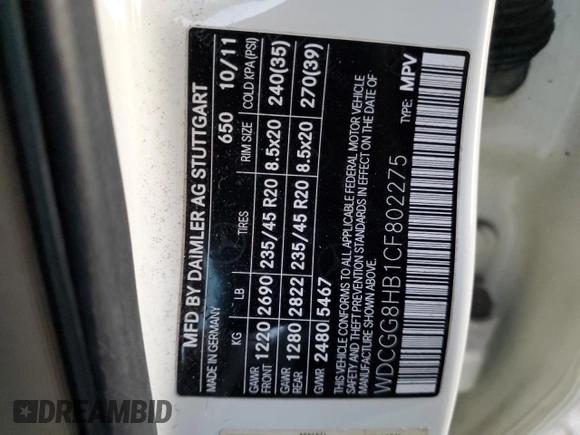 MFD BY DAIMLER AG STUTTGART
MADE IN GERMANY 650 10/11
KG LB TIRES RIM SIZE COLD KPA (PSI)
GAWR FRONT 1220 2690 235/45 R20 8.5x20 240(35)
GAWR REAR 1280 2822 235/45 R20 8.5x20 270(39)
GVWR 2480 5467
THIS VEHICLE CONFORMS TO ALL APPLICABLE FEDERAL MOTOR VEHICLE
SAFETY AND THEFT PREVENTION STANDARDS IN EFFECT ON THE DATE OF
MANUFACTURE SHOWN ABOVE.
WDCGG8HB1CF802275 TYPE: MPV
DREAMBID